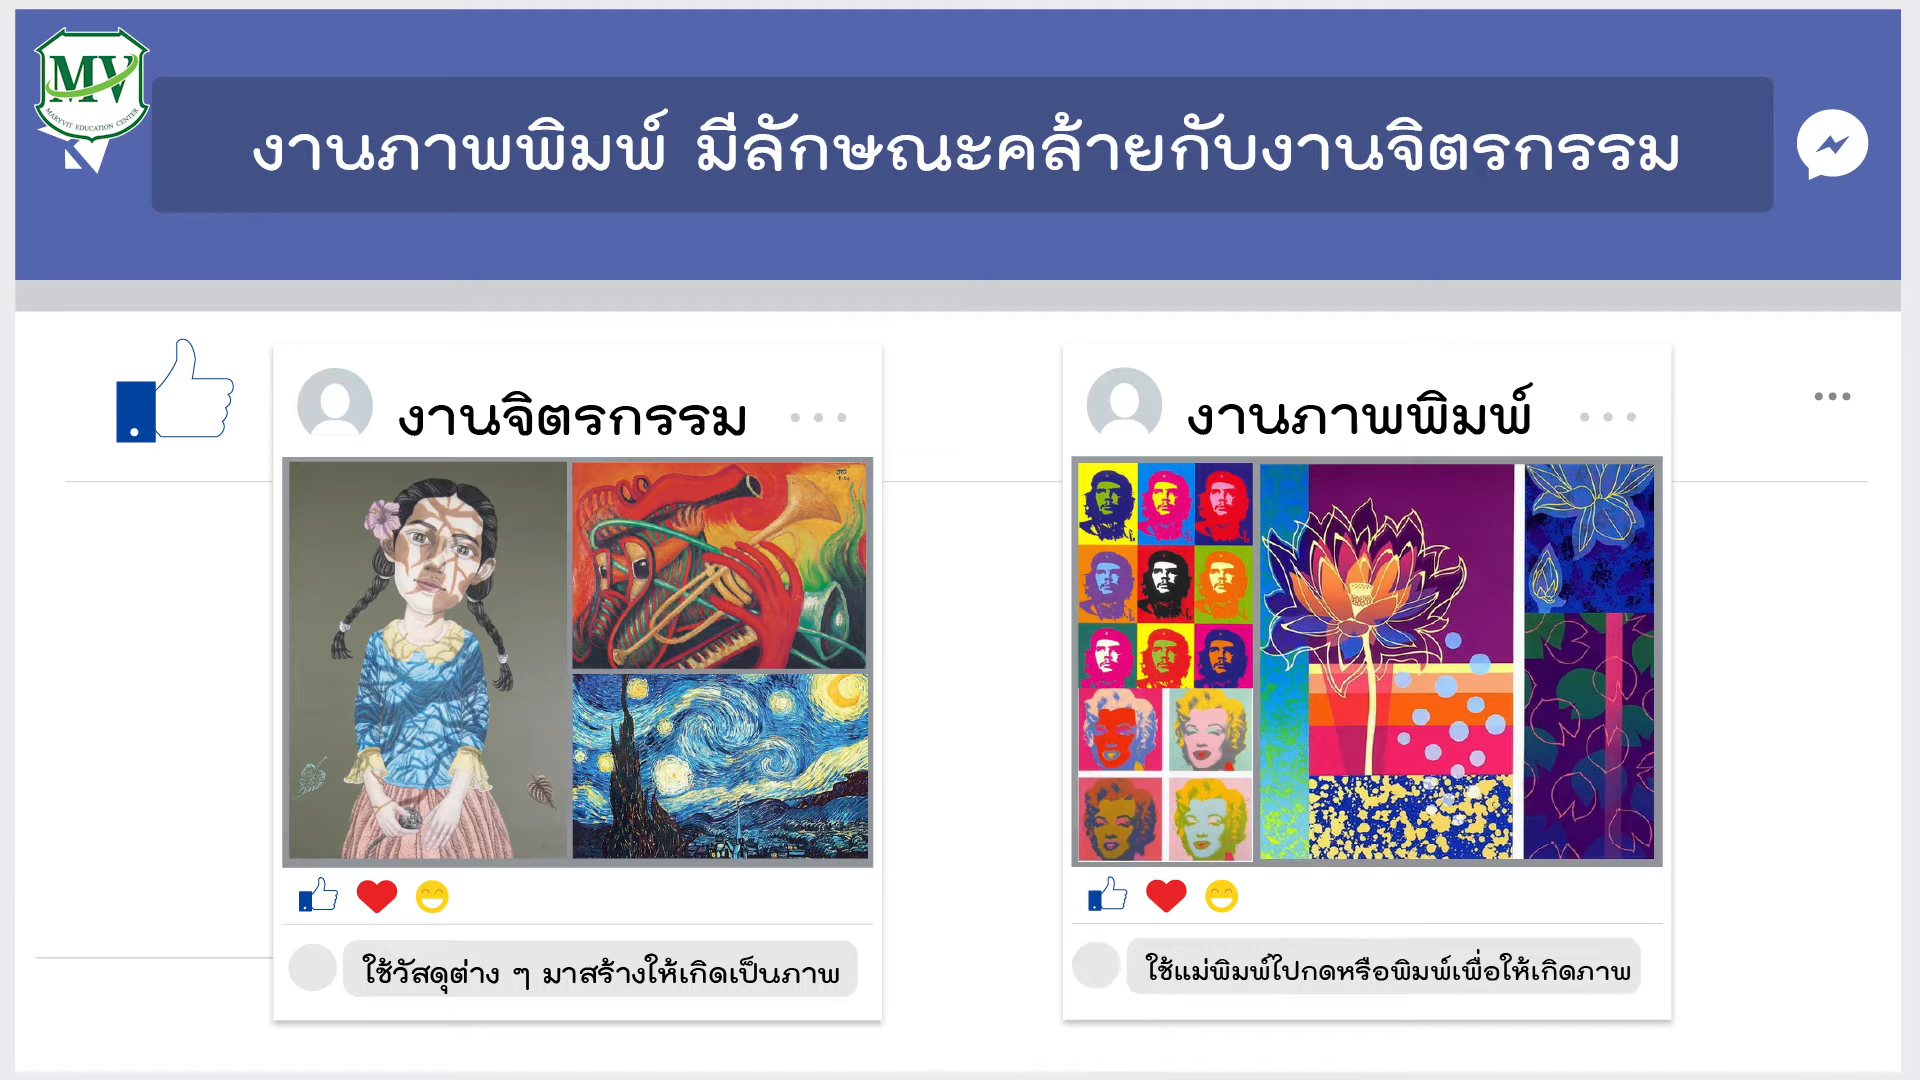 MV
MARYVIT EDUCATION CENTER
งานภาพพิมพ์ มีลักษณะคล้ายกับงานจิตรกรรม
งานจิตรกรรม
งานภาพพิมพ์
ใช้วัสดุต่าง ๆ มาสร้างให้เกิดเป็นภาพ
ใช้แม่พิมพ์ไปกดหรือพิมพ์เพื่อให้เกิดภาพ